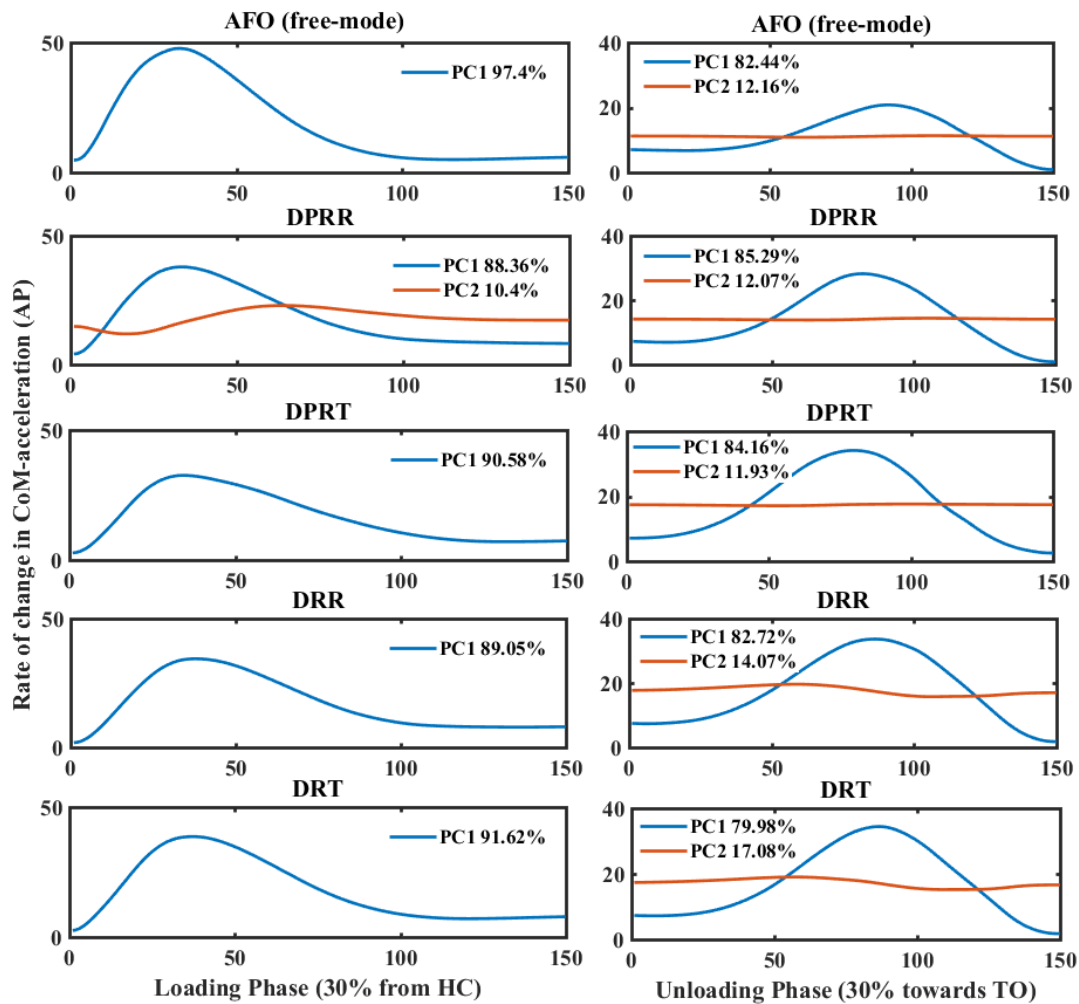 AFO (free-mode)
50
PC1 97.4%
0
0 50 100 150
AFO (free-mode)
40
PC1 82.44%
PC2 12.16%
20
0
0 50 100 150
DPRR
50
PC1 88.36%
PC2 10.4%
0
0 50 100 150
DPRR
40
PC1 85.29%
PC2 12.07%
20
0
0 50 100 150
DPRT
50
PC1 90.58%
0
0 50 100 150
DPRT
40
PC1 84.16%
PC2 11.93%
20
0
0 50 100 150
DRR
50
PC1 89.05%
0
0 50 100 150
DRR
40
PC1 82.72%
PC2 14.07%
20
0
0 50 100 150
DRT
50
PC1 91.62%
0
0 50 100 150
DRT
40
PC1 79.98%
PC2 17.08%
20
0
0 50 100 150
Rate of change in CoM-acceleration (AP)
Loading Phase (30% from HC)
Unloading Phase (30% towards TO)